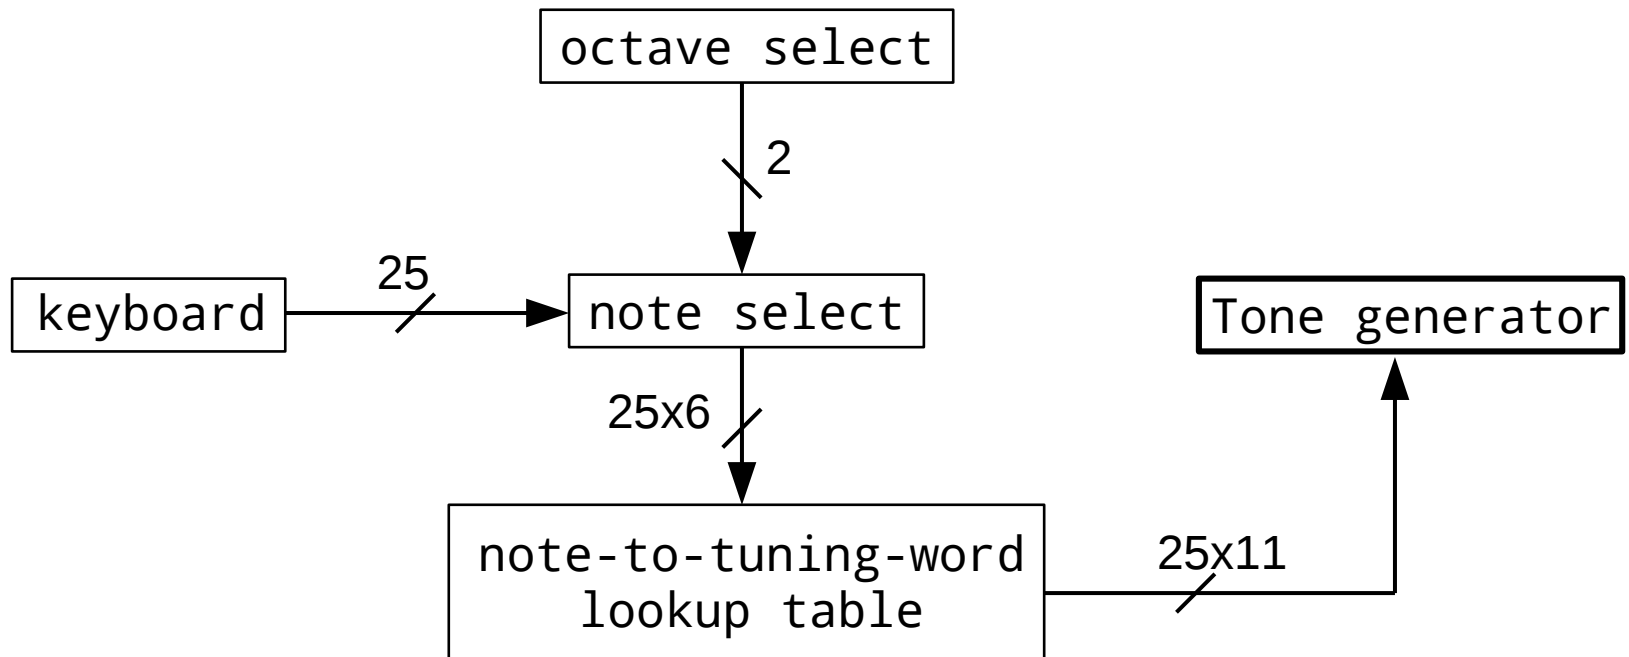 octave select
2
25
keyboard
note select
Tone generator
25x6
note-to-tuning-word
lookup table
25x11